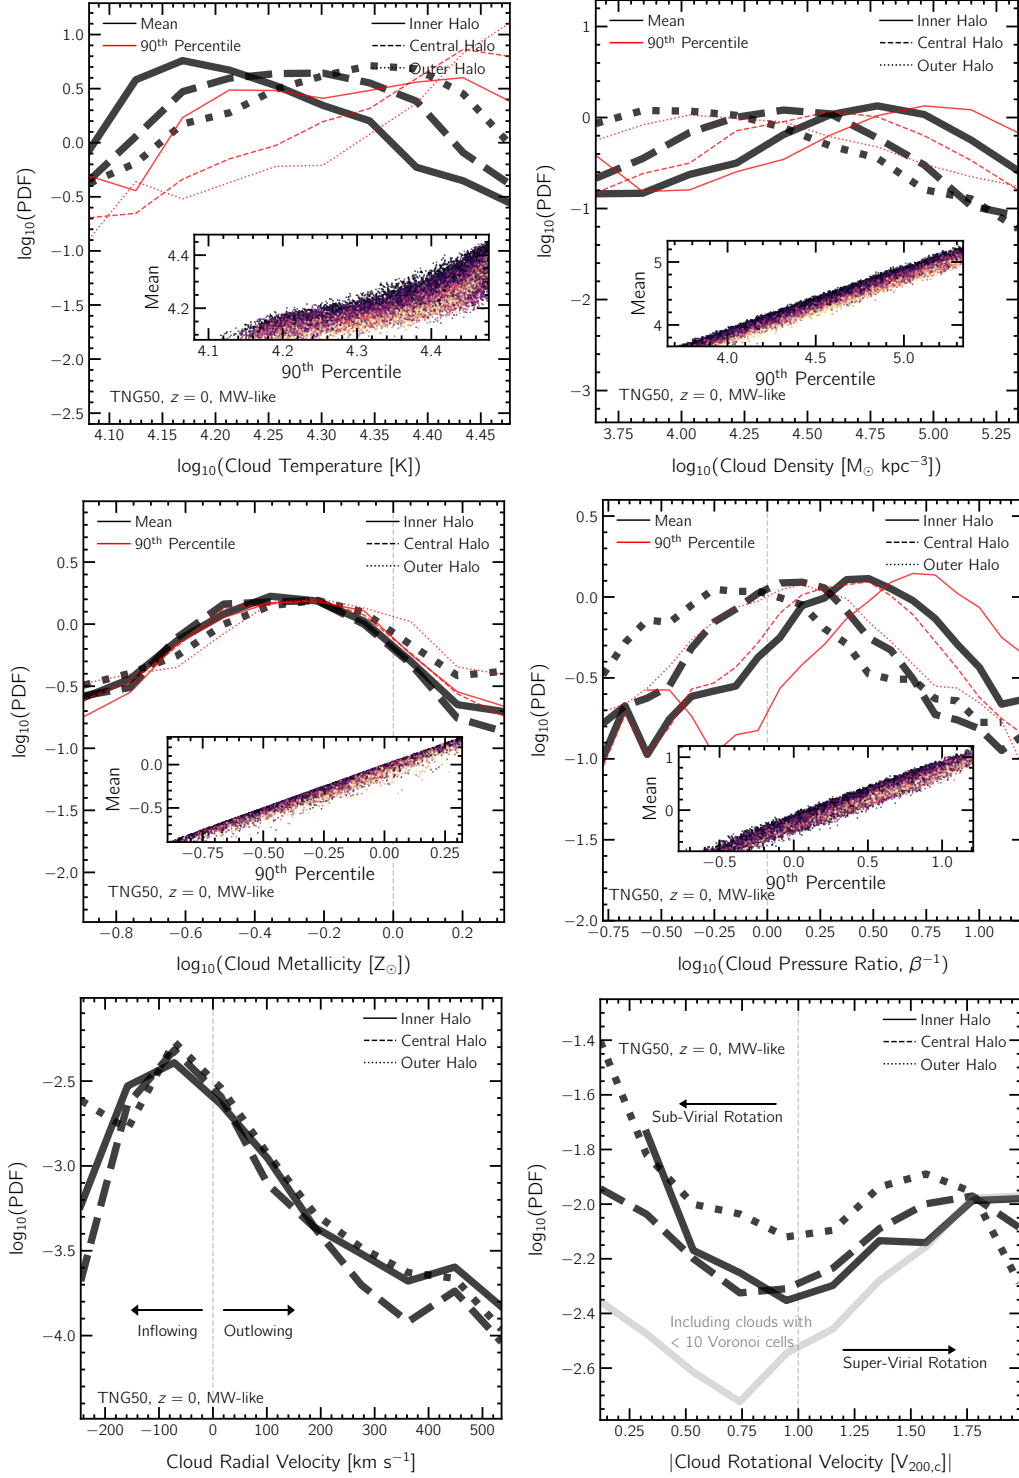 Mean
90th Percentile
Inner Halo
Central Halo
Outer Halo
1.0
0.5
0.0
−0.5
−1.0
−1.5
−2.0
−2.5
log10(PDF)
4.4
4.2
Mean
4.1 4.2 4.3 4.4
90th Percentile
TNG50, z = 0, MW-like
4.10 4.15 4.20 4.25 4.30 4.35 4.40 4.45
log10(Cloud Temperature [K])
Mean
90th Percentile
Inner Halo
Central Halo
Outer Halo
1
0
−1
−2
−3
log10(PDF)
5
4
Mean
4.0 4.5 5.0
90th Percentile
TNG50, z = 0, MW-like
3.75 4.00 4.25 4.50 4.75 5.00 5.25
log10(Cloud Density [M⊙ kpc−3])
Mean
90th Percentile
Inner Halo
Central Halo
Outer Halo
0.5
0.0
−0.5
−1.0
−1.5
−2.0
log10(PDF)
0.0
−0.5
Mean
−0.75 −0.50 −0.25 0.00 0.25
90th Percentile
TNG50, z = 0, MW-like
−0.8 −0.6 −0.4 −0.2 0.0 0.2
log10(Cloud Metallicity [Z⊙])
Mean
90th Percentile
Inner Halo
Central Halo
Outer Halo
0.5
0.0
−0.5
−1.0
−1.5
−2.0
log10(PDF)
1
0
Mean
−0.5 0.0 0.5 1.0
90th Percentile
TNG50, z = 0, MW-like
−0.75 −0.50 −0.25 0.00 0.25 0.50 0.75 1.00
log10(Cloud Pressure Ratio, β−1)
Inner Halo
Central Halo
Outer Halo
−2.5
−3.0
−3.5
−4.0
log10(PDF)
Inflowing
Outlowing
TNG50, z = 0, MW-like
−200 −100 0 100 200 300 400 500
Cloud Radial Velocity [km s−1]
Inner Halo
Central Halo
Outer Halo
TNG50, z = 0, MW-like
Sub-Virial Rotation
−1.4
−1.6
−1.8
−2.0
−2.2
−2.4
−2.6
log10(PDF)
Including clouds with
< 10 Voronoi cells
Super-Virial Rotation
0.25 0.50 0.75 1.00 1.25 1.50 1.75
|Cloud Rotational Velocity [V200,c]|